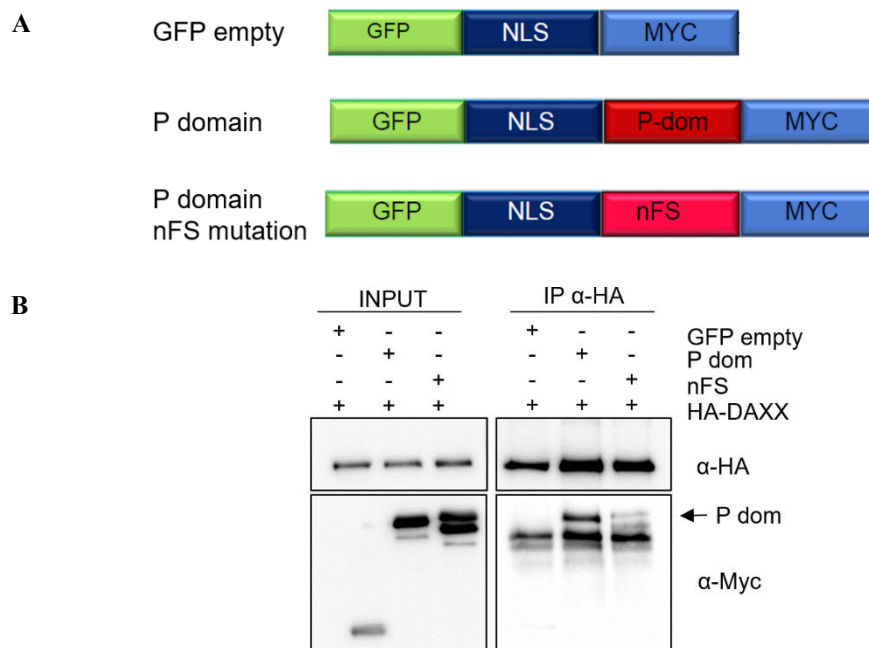 A
GFP empty GFP NLS MYC
P domain GFP NLS P-dom MYC
P domain
nFS mutation GFP NLS nFS MYC
B
INPUT IP α-HA
+ - - + - - GFP empty
- + - - + - P dom
- - + - - + nFS
+ + + + + + HA-DAXX
α-HA
P dom
α-Myc